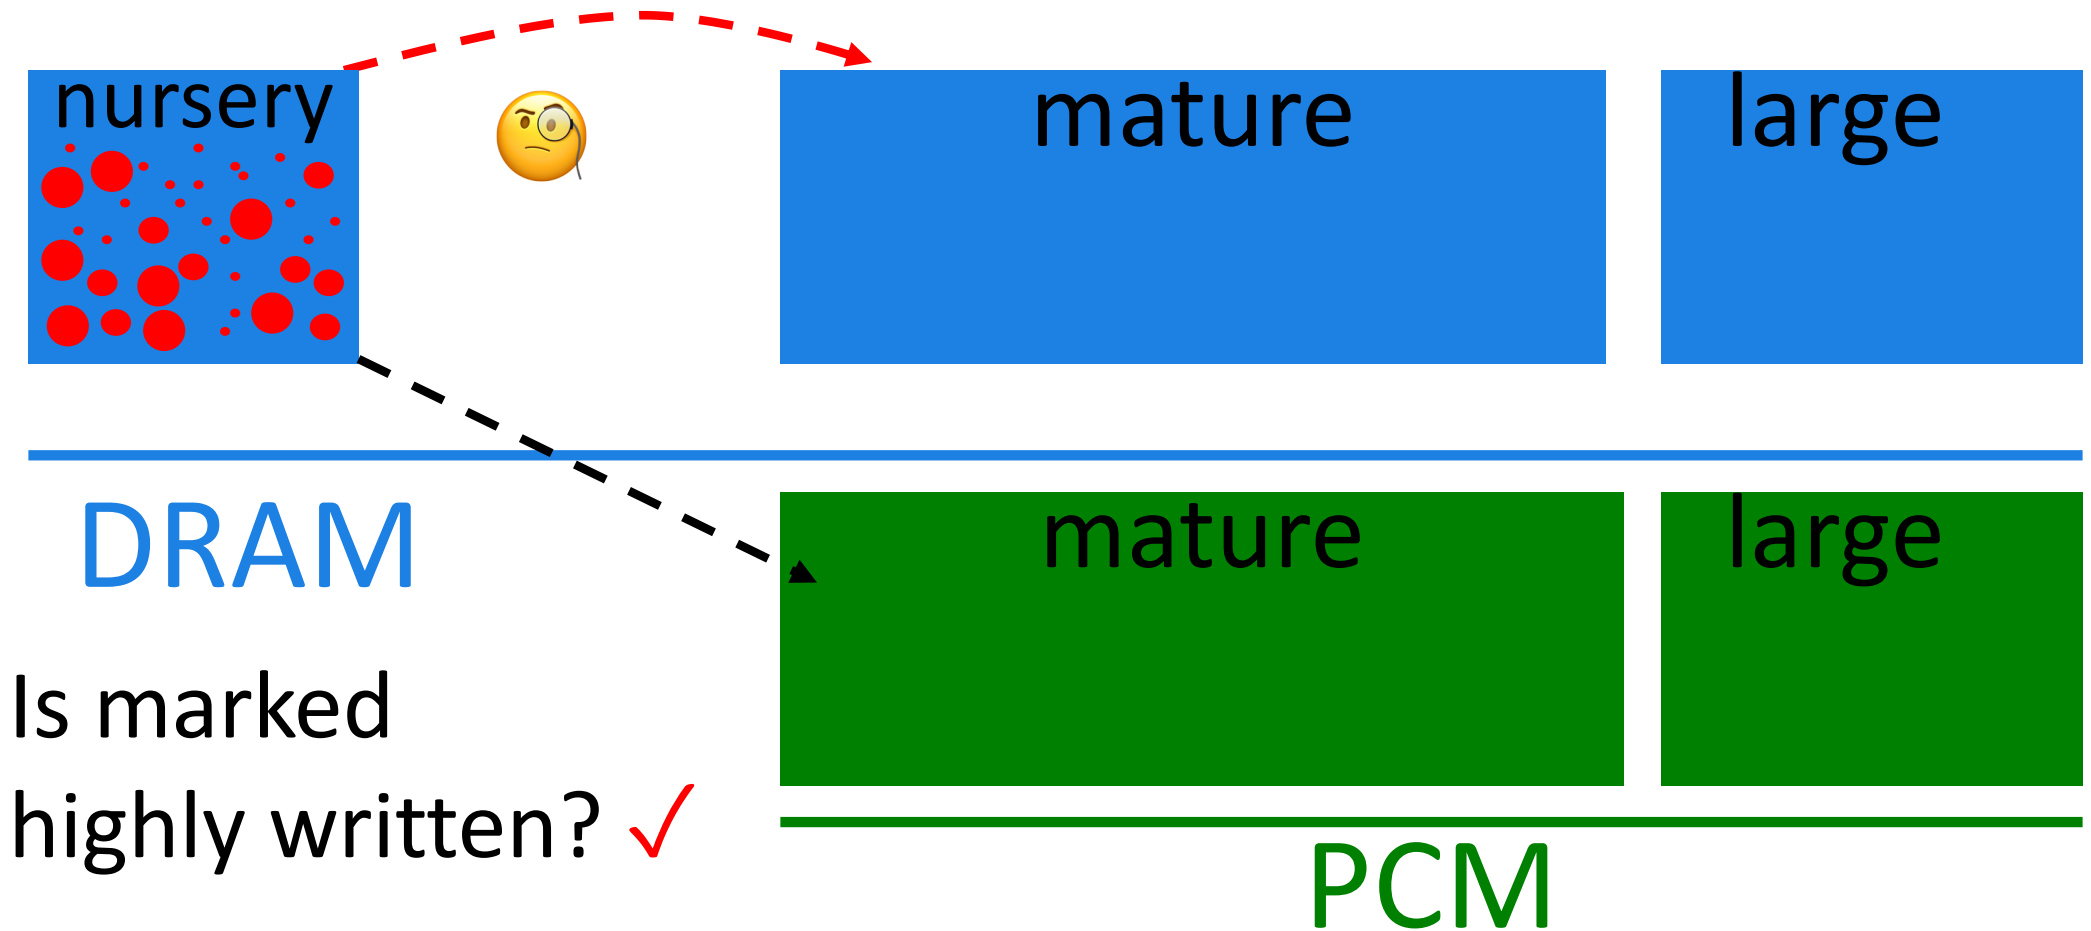 nursery
mature
large
DRAM
mature
large
Is marked
highly written? ✓
PCM